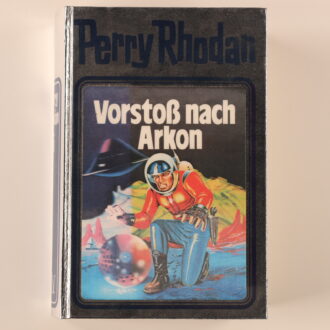 Perry Rhodan
Vorstoß nach
Arkon